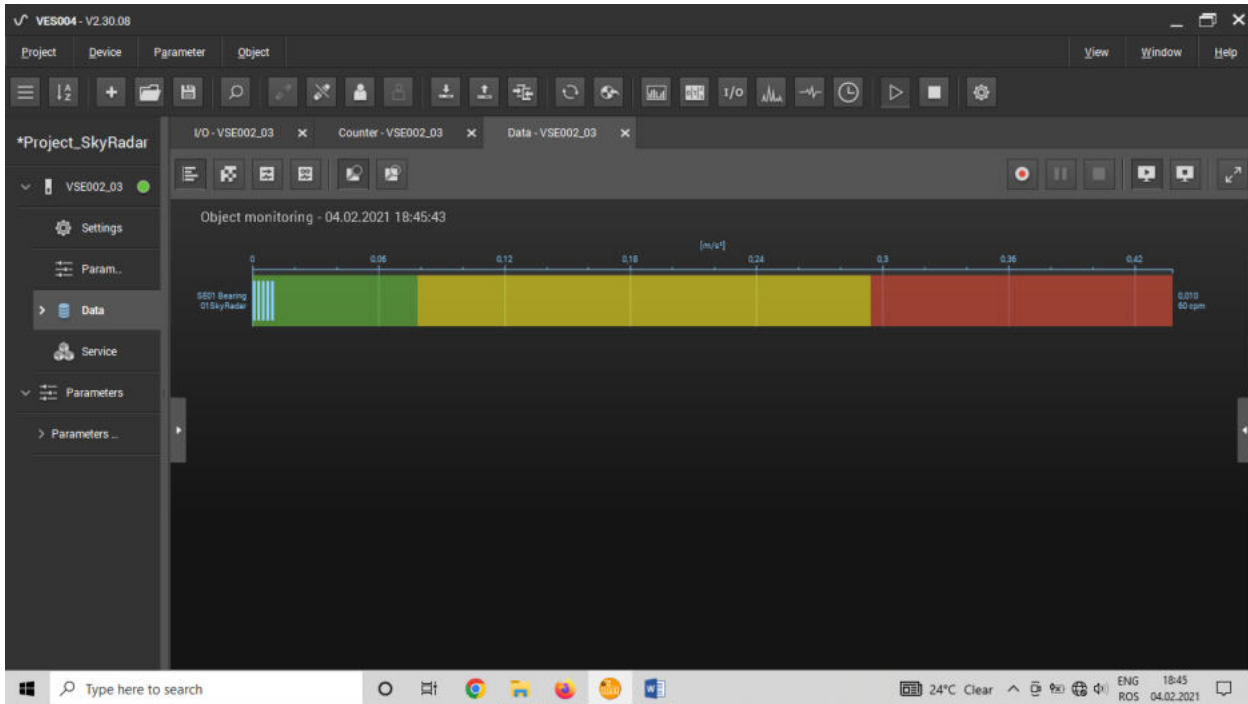 VES004 - V2.30.08
Project Device Parameter Object View Window Help
I/O
*Project_SkyRadar
I/O - VSE002_03 Counter - VSE002_03 Data - VSE002_03
VSE002_03
Settings
Param..
Data
Service
Parameters
Parameters ..
Object monitoring - 04.02.2021 18:45:43
[m/s²]
0 0,06 0,12 0,18 0,24 0,3 0,36 0,42
SE01 Bearing
01SkyRadar
0,010
60 cpm
Type here to search
24°C Clear
ENG
ROS
18:45
04.02.2021